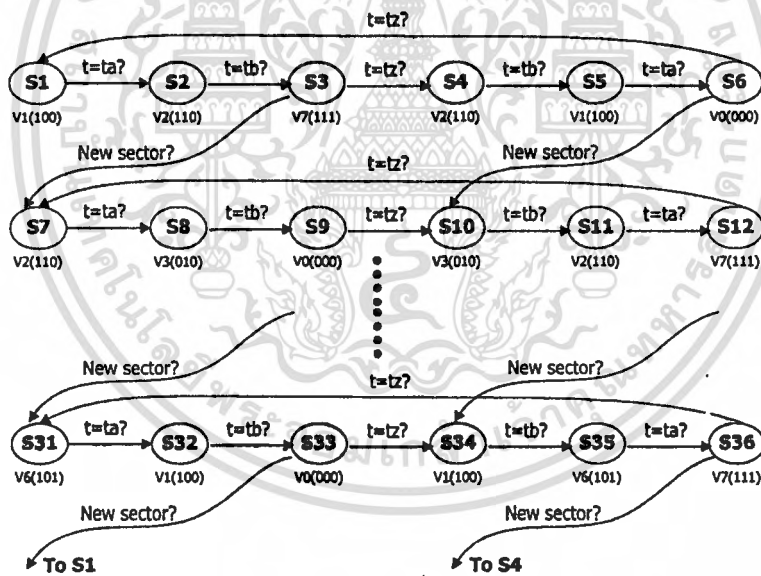 t=tz?
S1 t=ta? S2 t=tb? S3 t=tz? S4 t=tb? S5 t=ta? S6
V1(100) V2(110) V7(111) V2(110) V1(100) V0(000)
New sector? New sector?
t=tz?
S7 t=ta? S8 t=tb? S9 t=tz? S10 t=tb? S11 t=ta? S12
V2(110) V3(010) V0(000) V3(010) V2(110) V7(111)
New sector? New sector?
t=tz?
S31 t=ta? S32 t=tb? S33 t=tz? S34 t=tb? S35 t=ta? S36
V6(101) V1(100) V0(000) V1(100) V6(101) V7(111)
New sector? New sector?
To S1 To S4